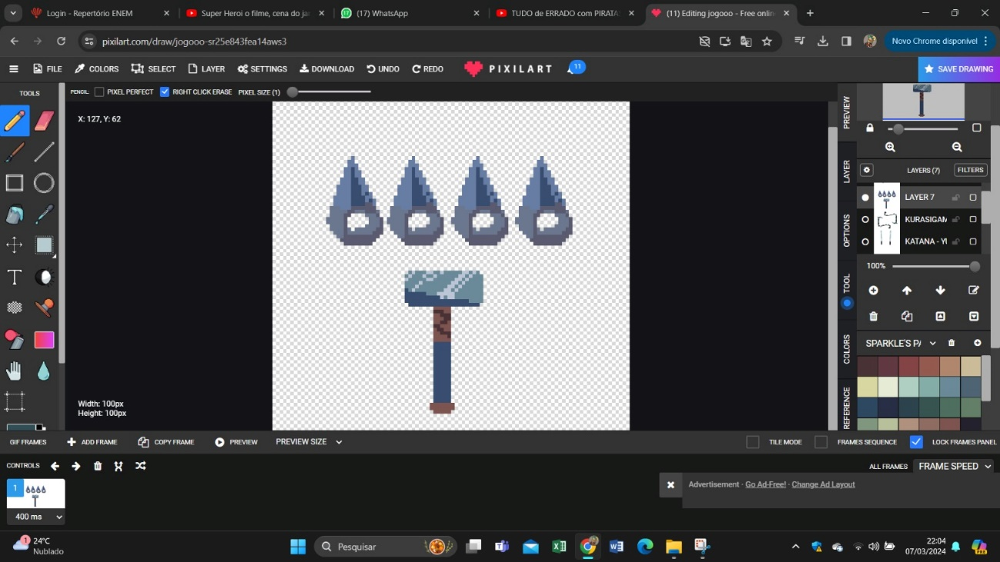 Login - Repertório ENEM
Super Heroi o filme, cena do ja
(17) WhatsApp
TUDO de ERRADO com PIRATA
(11) Editing jogooo - Free onlin
pixilart.com/draw/jogooo-sr25e843fea14aws3
Novo Chrome disponível
FILE COLORS SELECT LAYER SETTINGS DOWNLOAD UNDO REDO PIXILART 11 SAVE DRAWING
TOOLS
PENCIL: PIXEL PERFECT RIGHT CLICK ERASE PIXEL SIZE (1)
X: 127, Y: 62
PREVIEW
LAYER
OPTIONS
TOOL
COLORS
REFERENCE
LAYERS (7) FILTERS
LAYER 7
KURASIGAM
KATANA - Y
100%
SPARKLE'S P
T
Width: 100px
Height: 100px
GIF FRAMES ADD FRAME COPY FRAME PREVIEW PREVIEW SIZE TILE MODE FRAMES SEQUENCE LOCK FRAMES PANEL
CONTROLS ALL FRAMES FRAME SPEED
1
400 ms
Advertisement · Go Ad-Free! · Change Ad Layout
1
24°C
Nublado
Pesquisar
22:04
07/03/2024
PRE